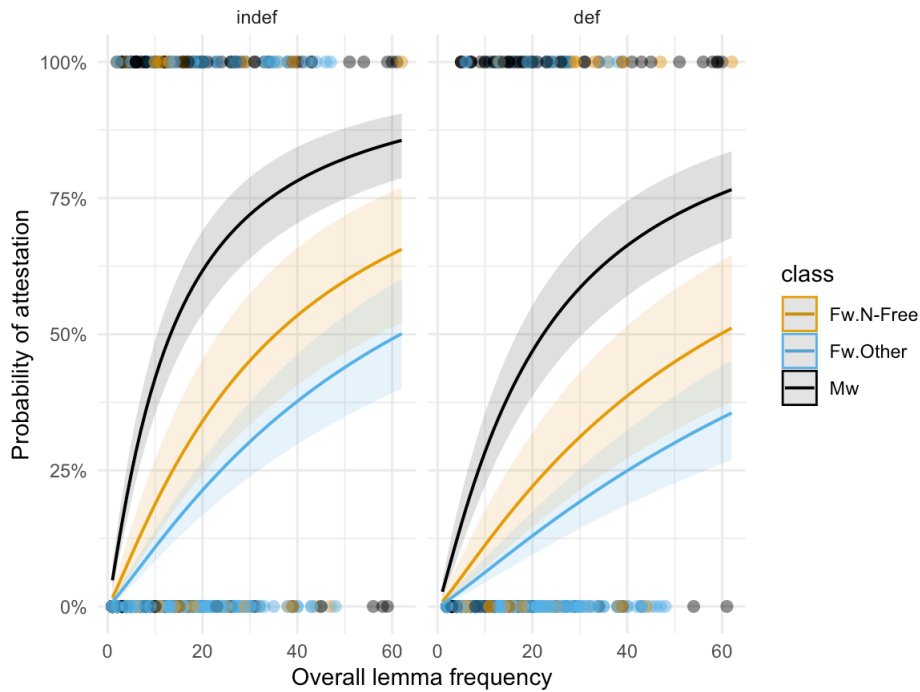 indef
def
100%
75%
50%
25%
0%
Probability of attestation
0 20 40 60
0 20 40 60
Overall lemma frequency
class
Fw.N-Free
Fw.Other
Mw